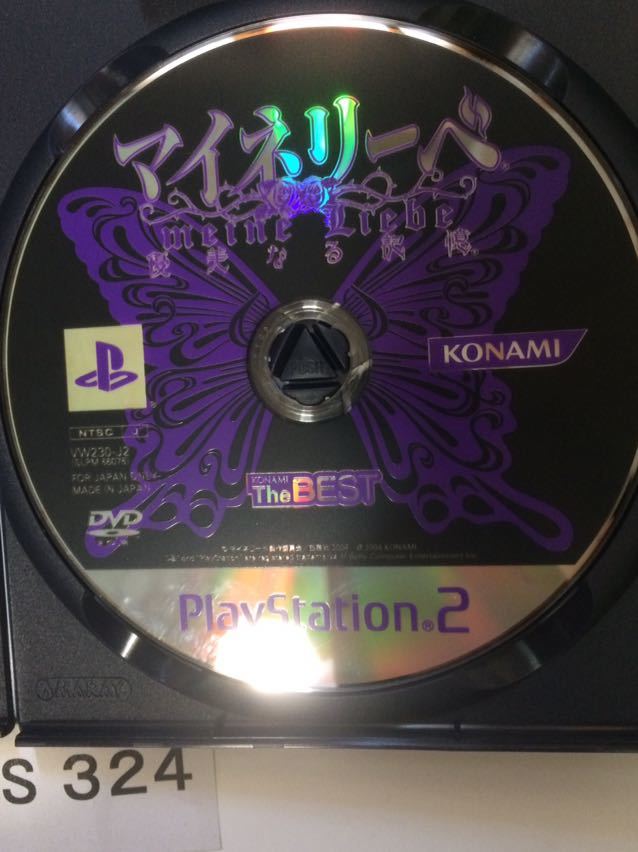 マイネリーベ
meine Liebe
優美なる記憶
KONAMI
NTSC J
VW230-J2
FOR JAPAN ONLY
MADE IN JAPAN
KONAMI
The BEST
DVD
PlayStation®2
AMARAY
S 324